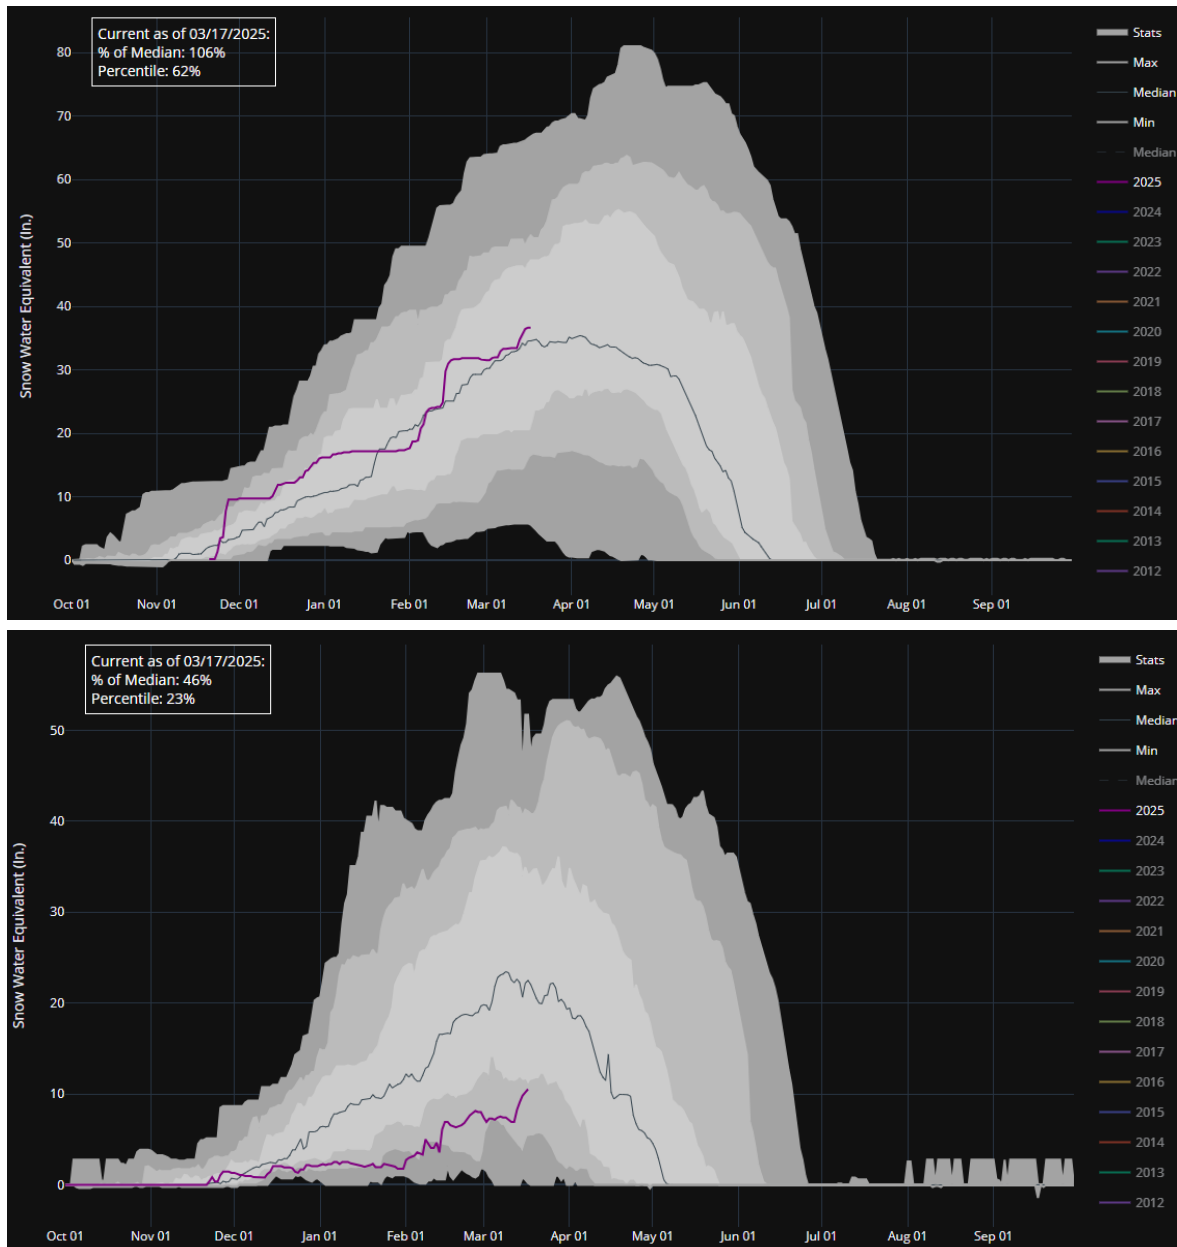 Current as of 03/17/2025:
% of Median: 106%
Percentile: 62%
Snow Water Equivalent (In.)
80
70
60
50
40
30
20
10
0
Oct 01
Nov 01
Dec 01
Jan 01
Feb 01
Mar 01
Apr 01
May 01
Jun 01
Jul 01
Aug 01
Sep 01
Stats
Max
Median
Min
Median
2025
2024
2023
2022
2021
2020
2019
2018
2017
2016
2015
2014
2013
2012
Current as of 03/17/2025:
% of Median: 46%
Percentile: 23%
Snow Water Equivalent (In.)
50
40
30
20
10
0
Oct 01
Nov 01
Dec 01
Jan 01
Feb 01
Mar 01
Apr 01
May 01
Jun 01
Jul 01
Aug 01
Sep 01
Stats
Max
Median
Min
Median
2025
2024
2023
2022
2021
2020
2019
2018
2017
2016
2015
2014
2013
2012